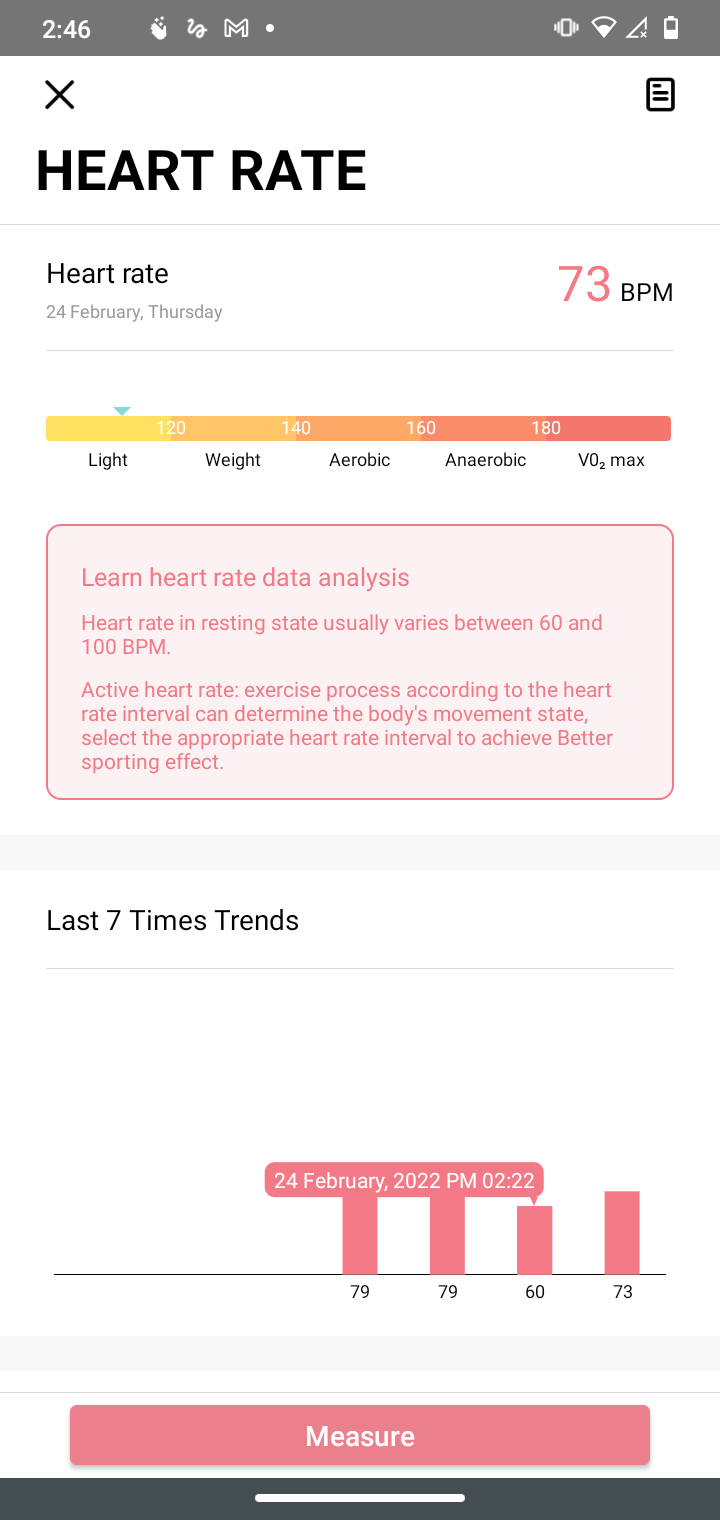 2:46
HEART RATE
Heart rate
73 BPM
24 February, Thursday
120 140 160 180
Light Weight Aerobic Anaerobic V0₂ max
Learn heart rate data analysis
Heart rate in resting state usually varies between 60 and
100 BPM.
Active heart rate: exercise process according to the heart
rate interval can determine the body's movement state,
select the appropriate heart rate interval to achieve Better
sporting effect.
Last 7 Times Trends
24 February, 2022 PM 02:22
79 79 60 73
Measure